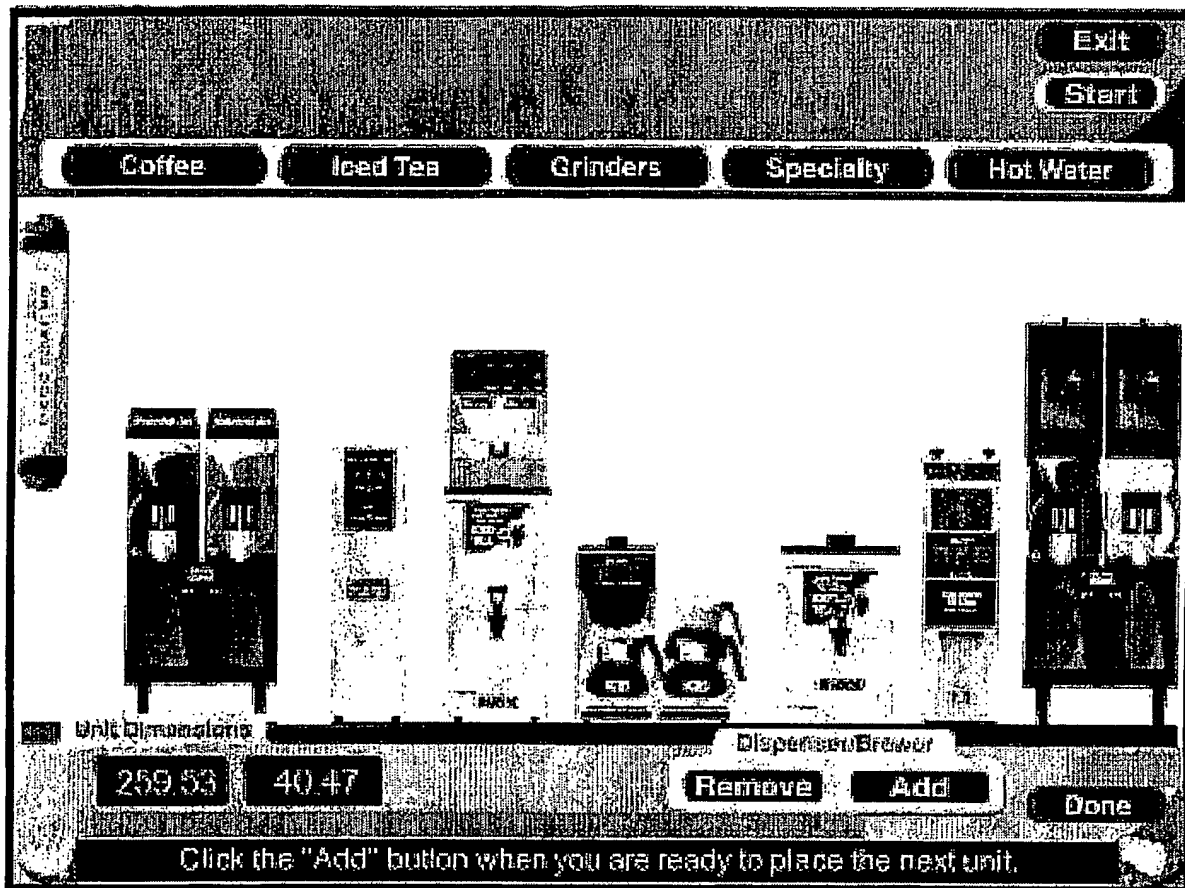 Exit
Start
Coffee Iced Tea Grinders Specialty Hot Water
Unit Dimensions
Dispenser/Brewer
259.53 40.47
Remove Add
Done
Click the "Add" button when you are ready to place the next unit.